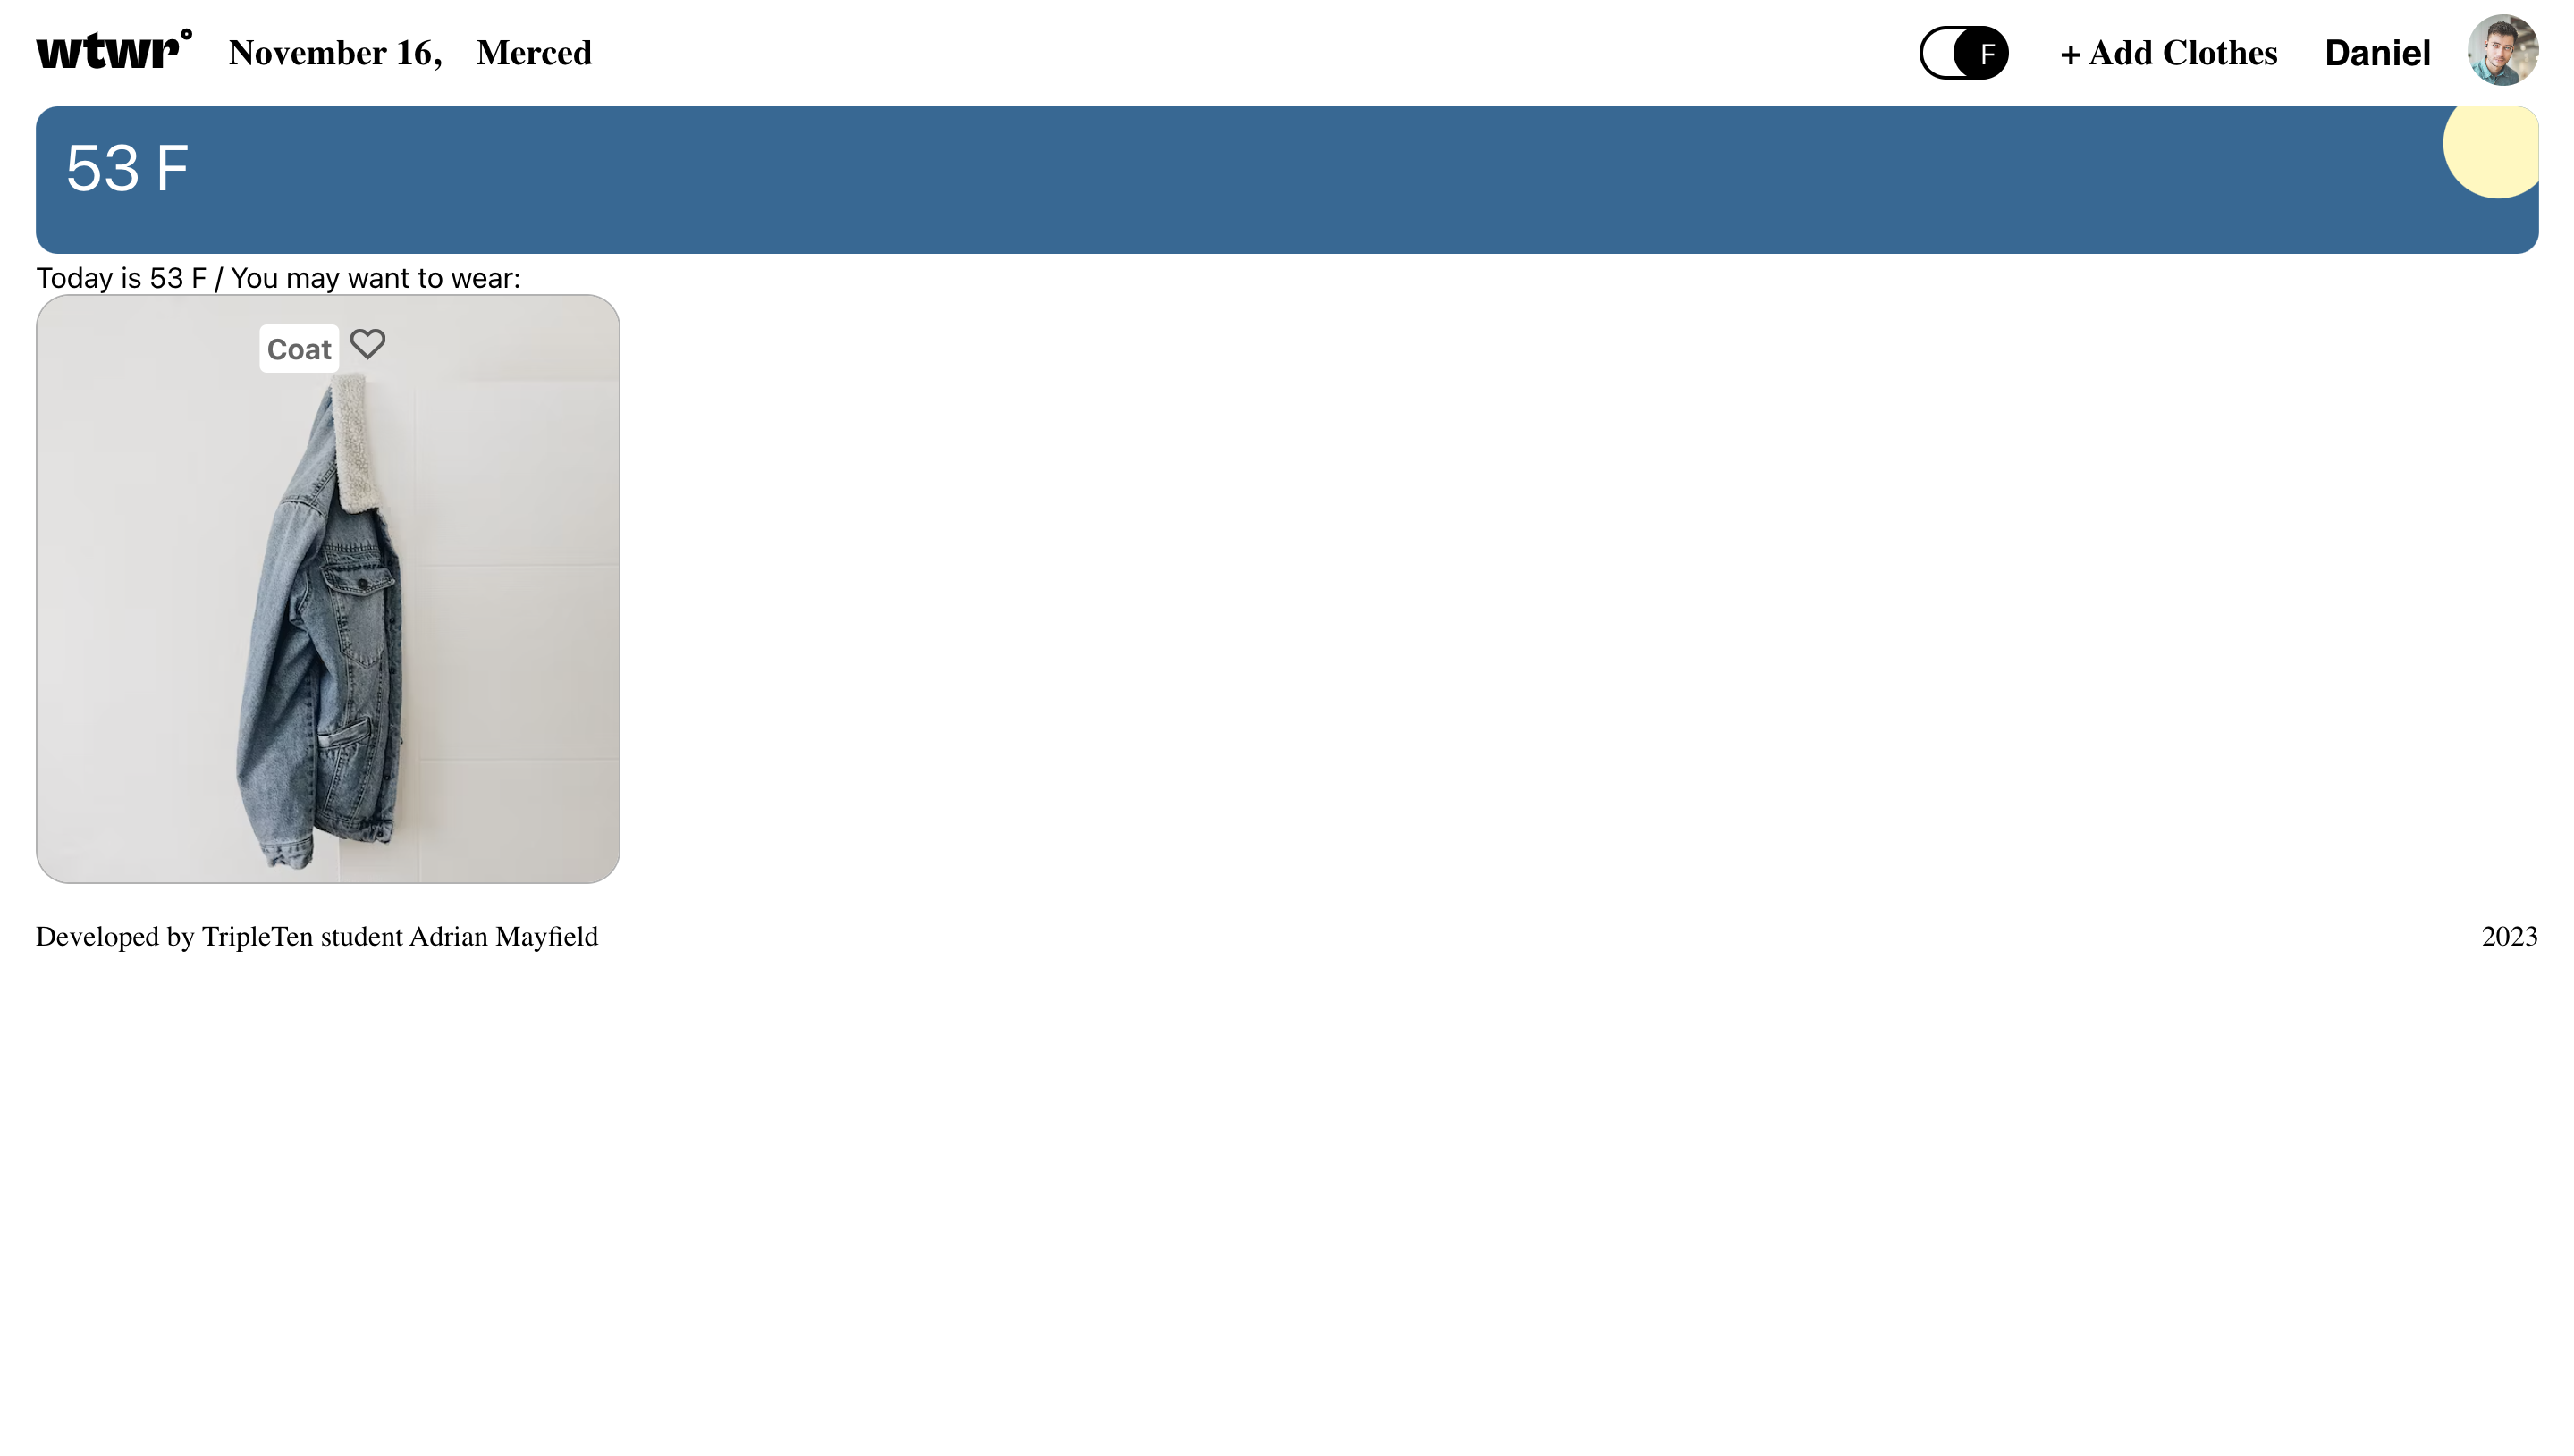 wtwr°
November 16, Merced
F
+ Add Clothes
Daniel
53 F
Today is 53 F / You may want to wear:
Coat
Developed by TripleTen student Adrian Mayfield
2023